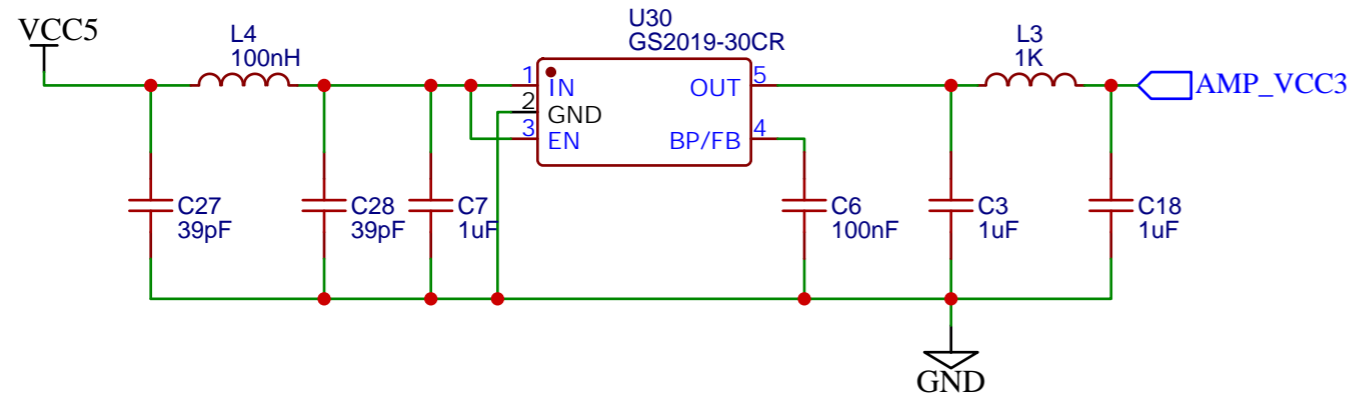 VCC5
L4
100nH
U30
GS2019-30CR
L3
1K
1
IN
2
GND
3
EN
OUT
5
BP/FB
4
AMP_VCC3
C27
39pF
C28
39pF
C7
1uF
C6
100nF
C3
1uF
C18
1uF
GND